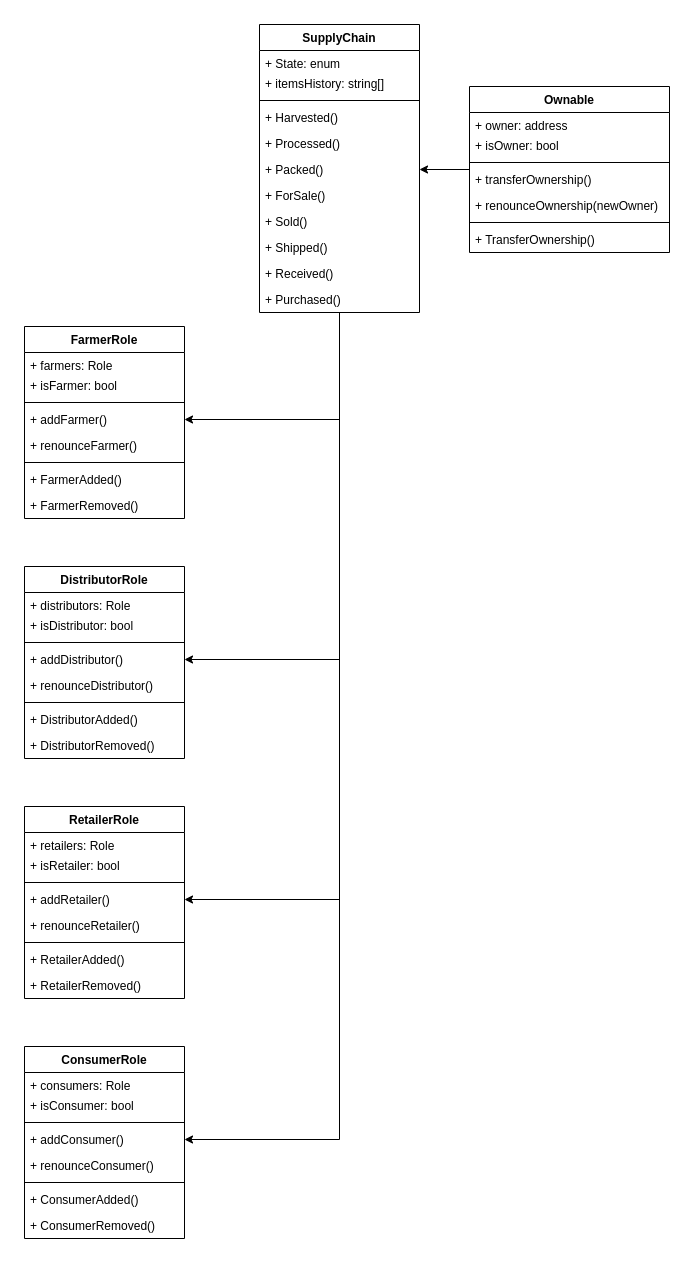 SupplyChain
+ State: enum
+ itemsHistory: string[]
+ Harvested()
+ Processed()
+ Packed()
+ ForSale()
+ Sold()
+ Shipped()
+ Received()
+ Purchased()
Ownable
+ owner: address
+ isOwner: bool
+ transferOwnership()
+ renounceOwnership(newOwner)
+ TransferOwnership()
FarmerRole
+ farmers: Role
+ isFarmer: bool
+ addFarmer()
+ renounceFarmer()
+ FarmerAdded()
+ FarmerRemoved()
DistributorRole
+ distributors: Role
+ isDistributor: bool
+ addDistributor()
+ renounceDistributor()
+ DistributorAdded()
+ DistributorRemoved()
RetailerRole
+ retailers: Role
+ isRetailer: bool
+ addRetailer()
+ renounceRetailer()
+ RetailerAdded()
+ RetailerRemoved()
ConsumerRole
+ consumers: Role
+ isConsumer: bool
+ addConsumer()
+ renounceConsumer()
+ ConsumerAdded()
+ ConsumerRemoved()